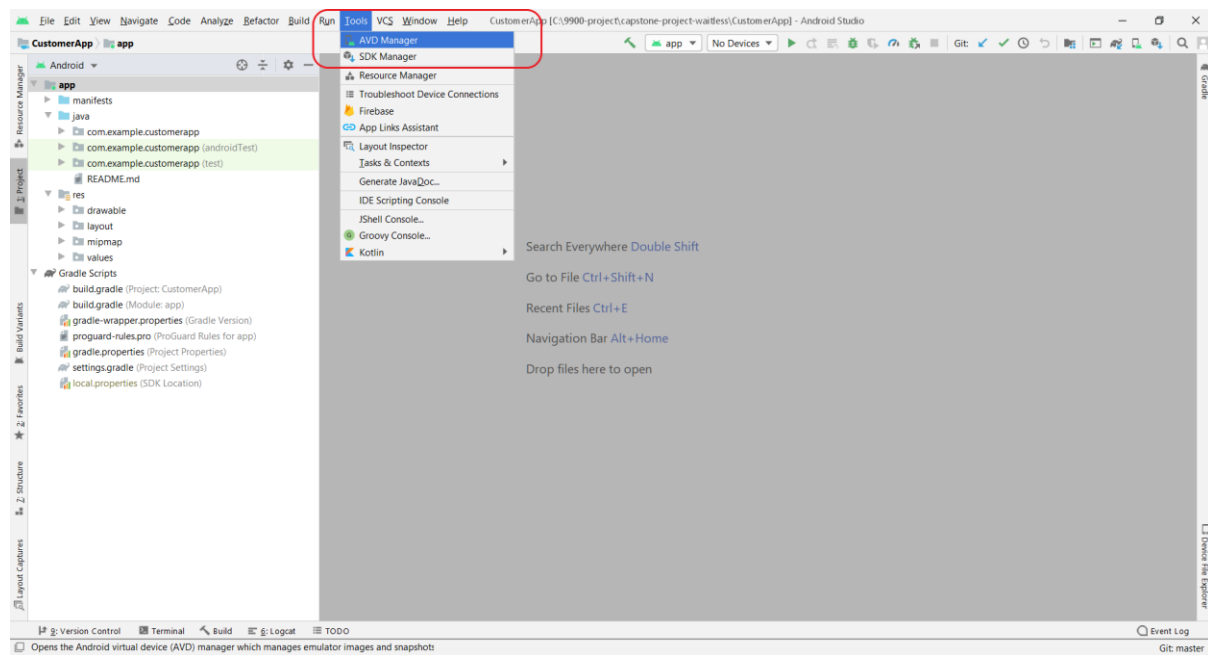 File Edit View Navigate Code Analyze Refactor Build Run Tools VCS Window Help CustomerApp [C:\9900-project\capstone-project-waitless\CustomerApp] - Android Studio
CustomerApp app
app No Devices Git:
Android
app
manifests
java
com.example.customerapp
com.example.customerapp (androidTest)
com.example.customerapp (test)
README.md
res
drawable
layout
mipmap
values
Gradle Scripts
build.gradle (Project: CustomerApp)
build.gradle (Module: app)
gradle-wrapper.properties (Gradle Version)
proguard-rules.pro (ProGuard Rules for app)
gradle.properties (Project Properties)
settings.gradle (Project Settings)
local.properties (SDK Location)
AVD Manager
SDK Manager
Resource Manager
Troubleshoot Device Connections
Firebase
App Links Assistant
Layout Inspector
Tasks & Contexts
Generate JavaDoc...
IDE Scripting Console
JShell Console...
Groovy Console...
Kotlin
Search Everywhere Double Shift
Go to File Ctrl+Shift+N
Recent Files Ctrl+E
Navigation Bar Alt+Home
Drop files here to open
Resource Manager
1: Project
Build Variants
2: Favorites
7: Structure
Layout Captures
Gradle
Device File Explorer
9: Version Control Terminal Build 6: Logcat TODO Event Log
Opens the Android virtual device (AVD) manager which manages emulator images and snapshots Git: master